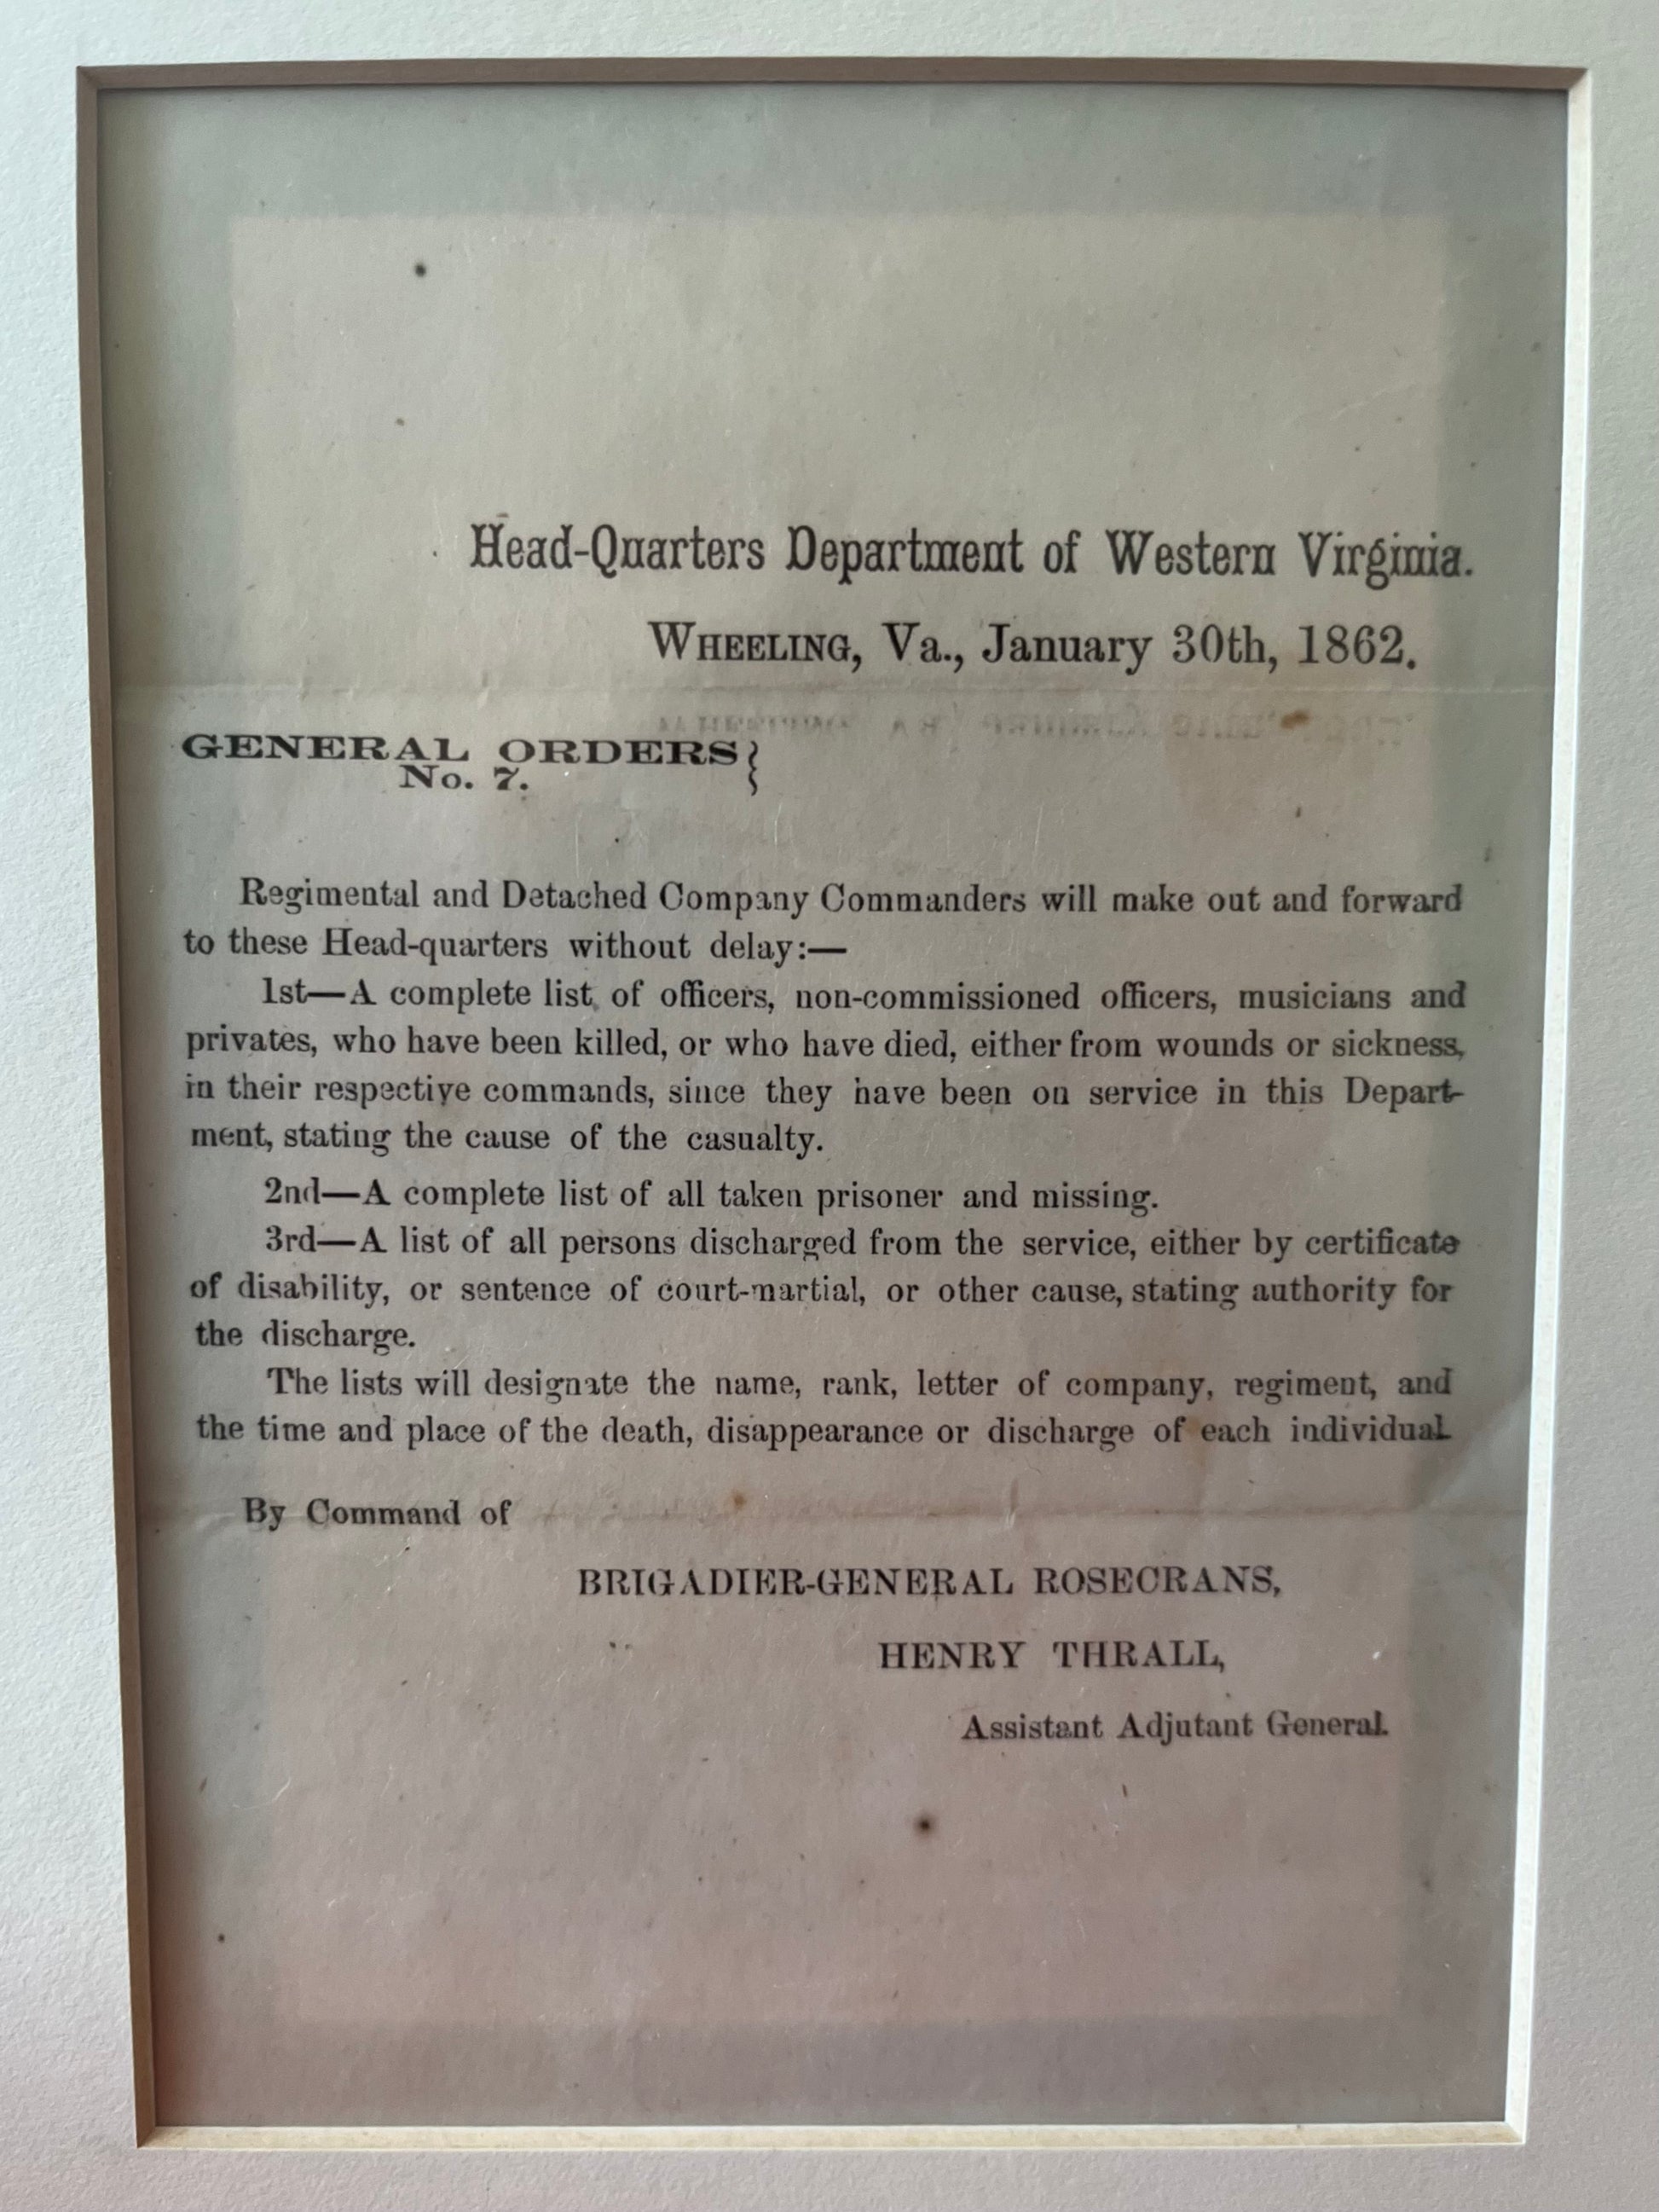 Head-Quarters Department of Western Virginia.
WHEELING, Va., January 30th, 1862.
GENERAL ORDERS}
No. 7.
Regimental and Detached Company Commanders will make out and forward
to these Head-quarters without delay:—
1st—A complete list of officers, non-commissioned officers, musicians and
privates, who have been killed, or who have died, either from wounds or sickness,
in their respective commands, since they have been on service in this Depart-
ment, stating the cause of the casualty.
2nd—A complete list of all taken prisoner and missing.
3rd—A list of all persons discharged from the service, either by certificate
of disability, or sentence of court-martial, or other cause, stating authority for
the discharge.
The lists will designate the name, rank, letter of company, regiment, and
the time and place of the death, disappearance or discharge of each individual.
By Command of
BRIGADIER-GENERAL ROSECRANS,
HENRY THRALL,
Assistant Adjutant General.